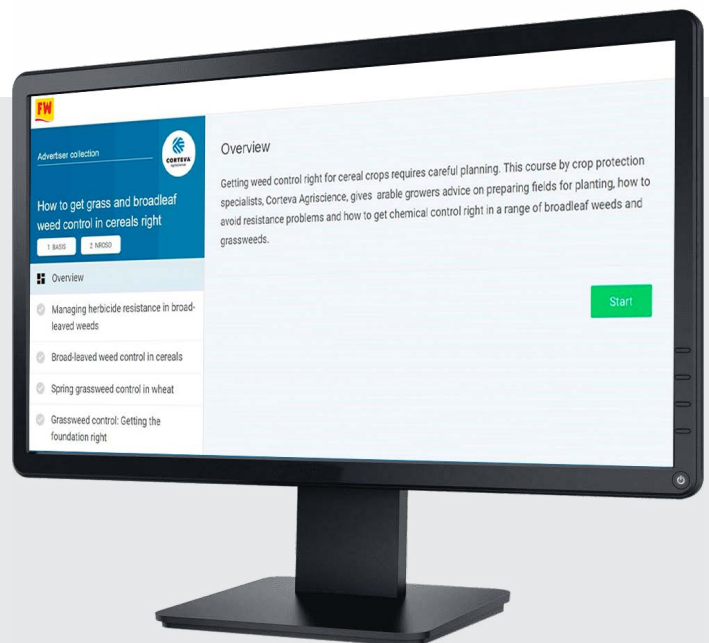 FW
Advertiser collection
CORTEVA
How to get grass and broadleaf
weed control in cereals right
1 BASIS 2 NROSO
Overview
Managing herbicide resistance in broad-
leaved weeds
Broad-leaved weed control in cereals
Spring grassweed control in wheat
Grassweed control: Getting the
foundation right
Overview
Getting weed control right for cereal crops requires careful planning. This course by crop protection
specialists, Corteva Agriscience, gives arable growers advice on preparing fields for planting, how to
avoid resistance problems and how to get chemical control right in a range of broadleaf weeds and
grassweeds.
Start